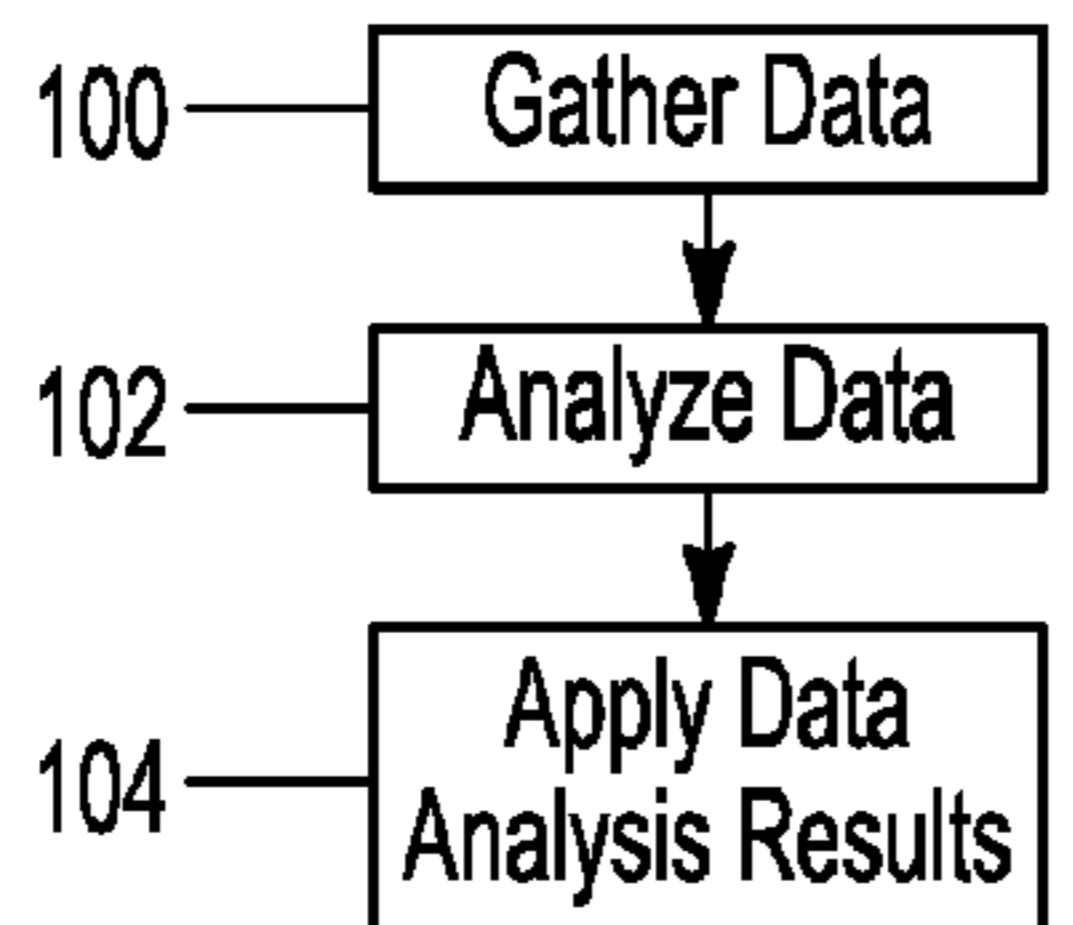 100 Gather Data
102 Analyze Data
Apply Data
104
Analysis Results